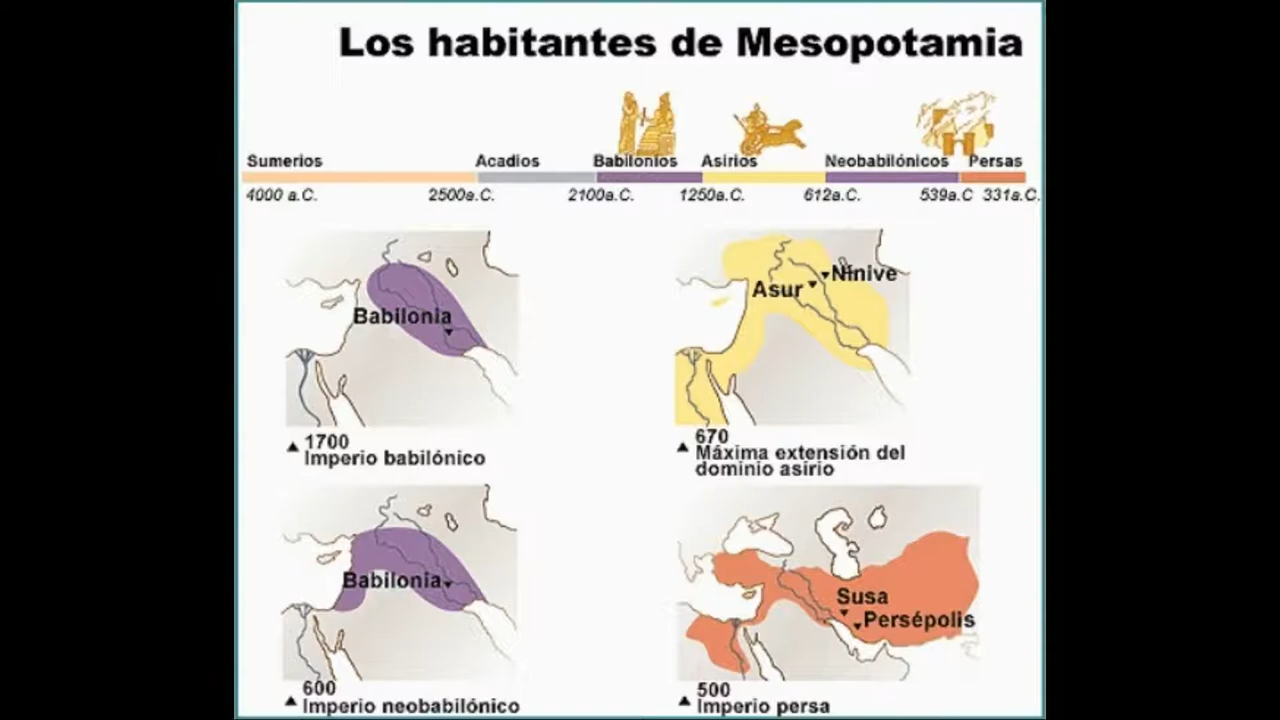 Los habitantes de Mesopotamia
Sumerios Acadios Babilonios Asirios Neobabilónicos Persas
4000 a.C. 2500a.C. 2100a.C. 1250a.C. 612a.C. 539a.C 331a.C.
Babilonia
1700
Imperio babilónico
Nínive
Asur
670
Máxima extensión del
dominio asirio
Babilonia
600
Imperio neobabilónico
Susa
Persépolis
500
Imperio persa